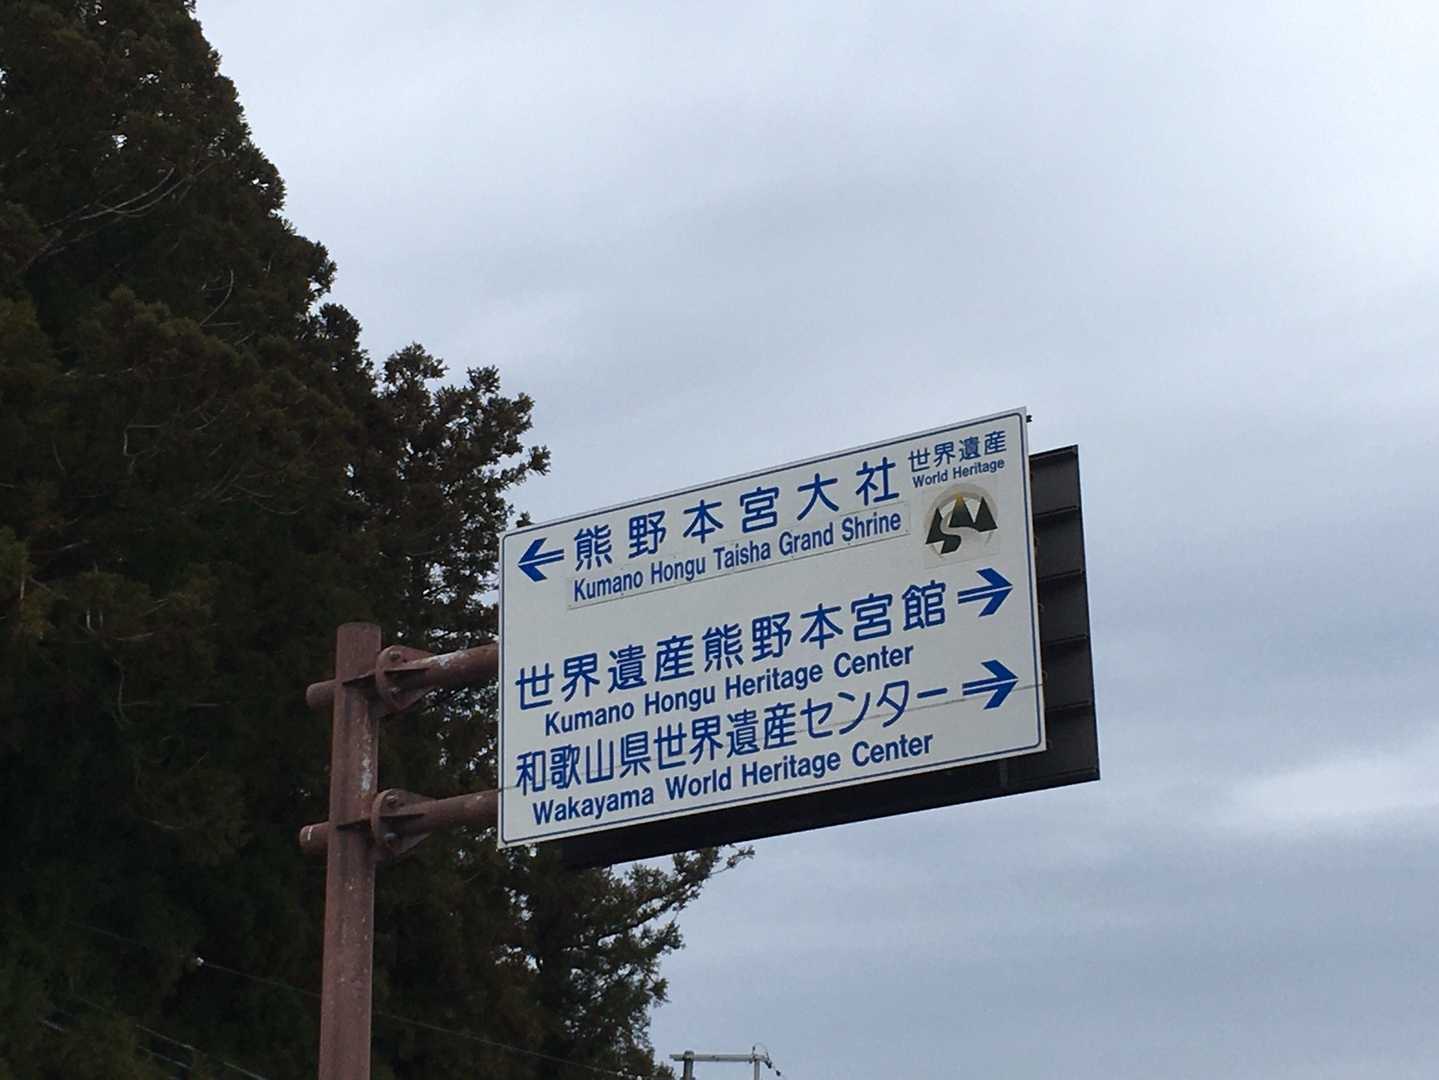 熊野本宮大社
Kumano Hongu Taisha Grand Shrine
世界遺産
World Heritage
世界遺産熊野本宮館
Kumano Hongu Heritage Center
和歌山県世界遺産センター
Wakayama World Heritage Center